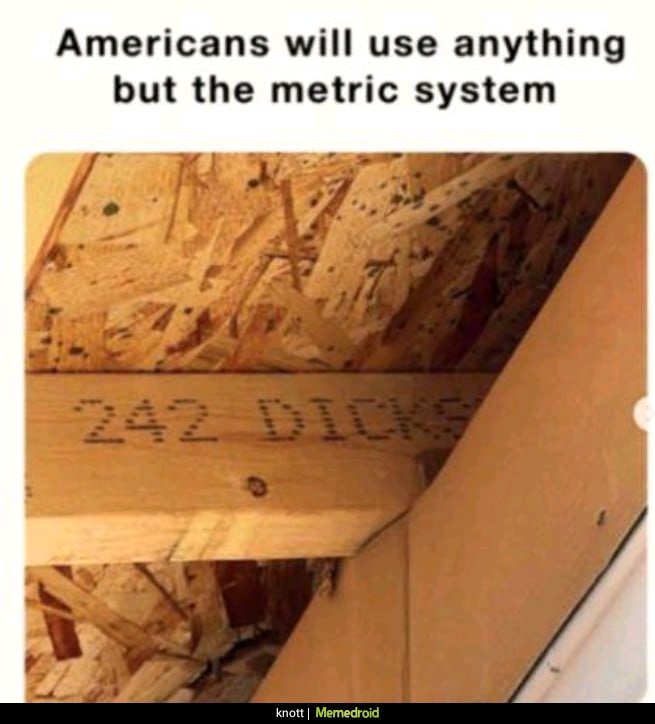 Americans will use anything
but the metric system
242 DICKS
knott | Memedroid